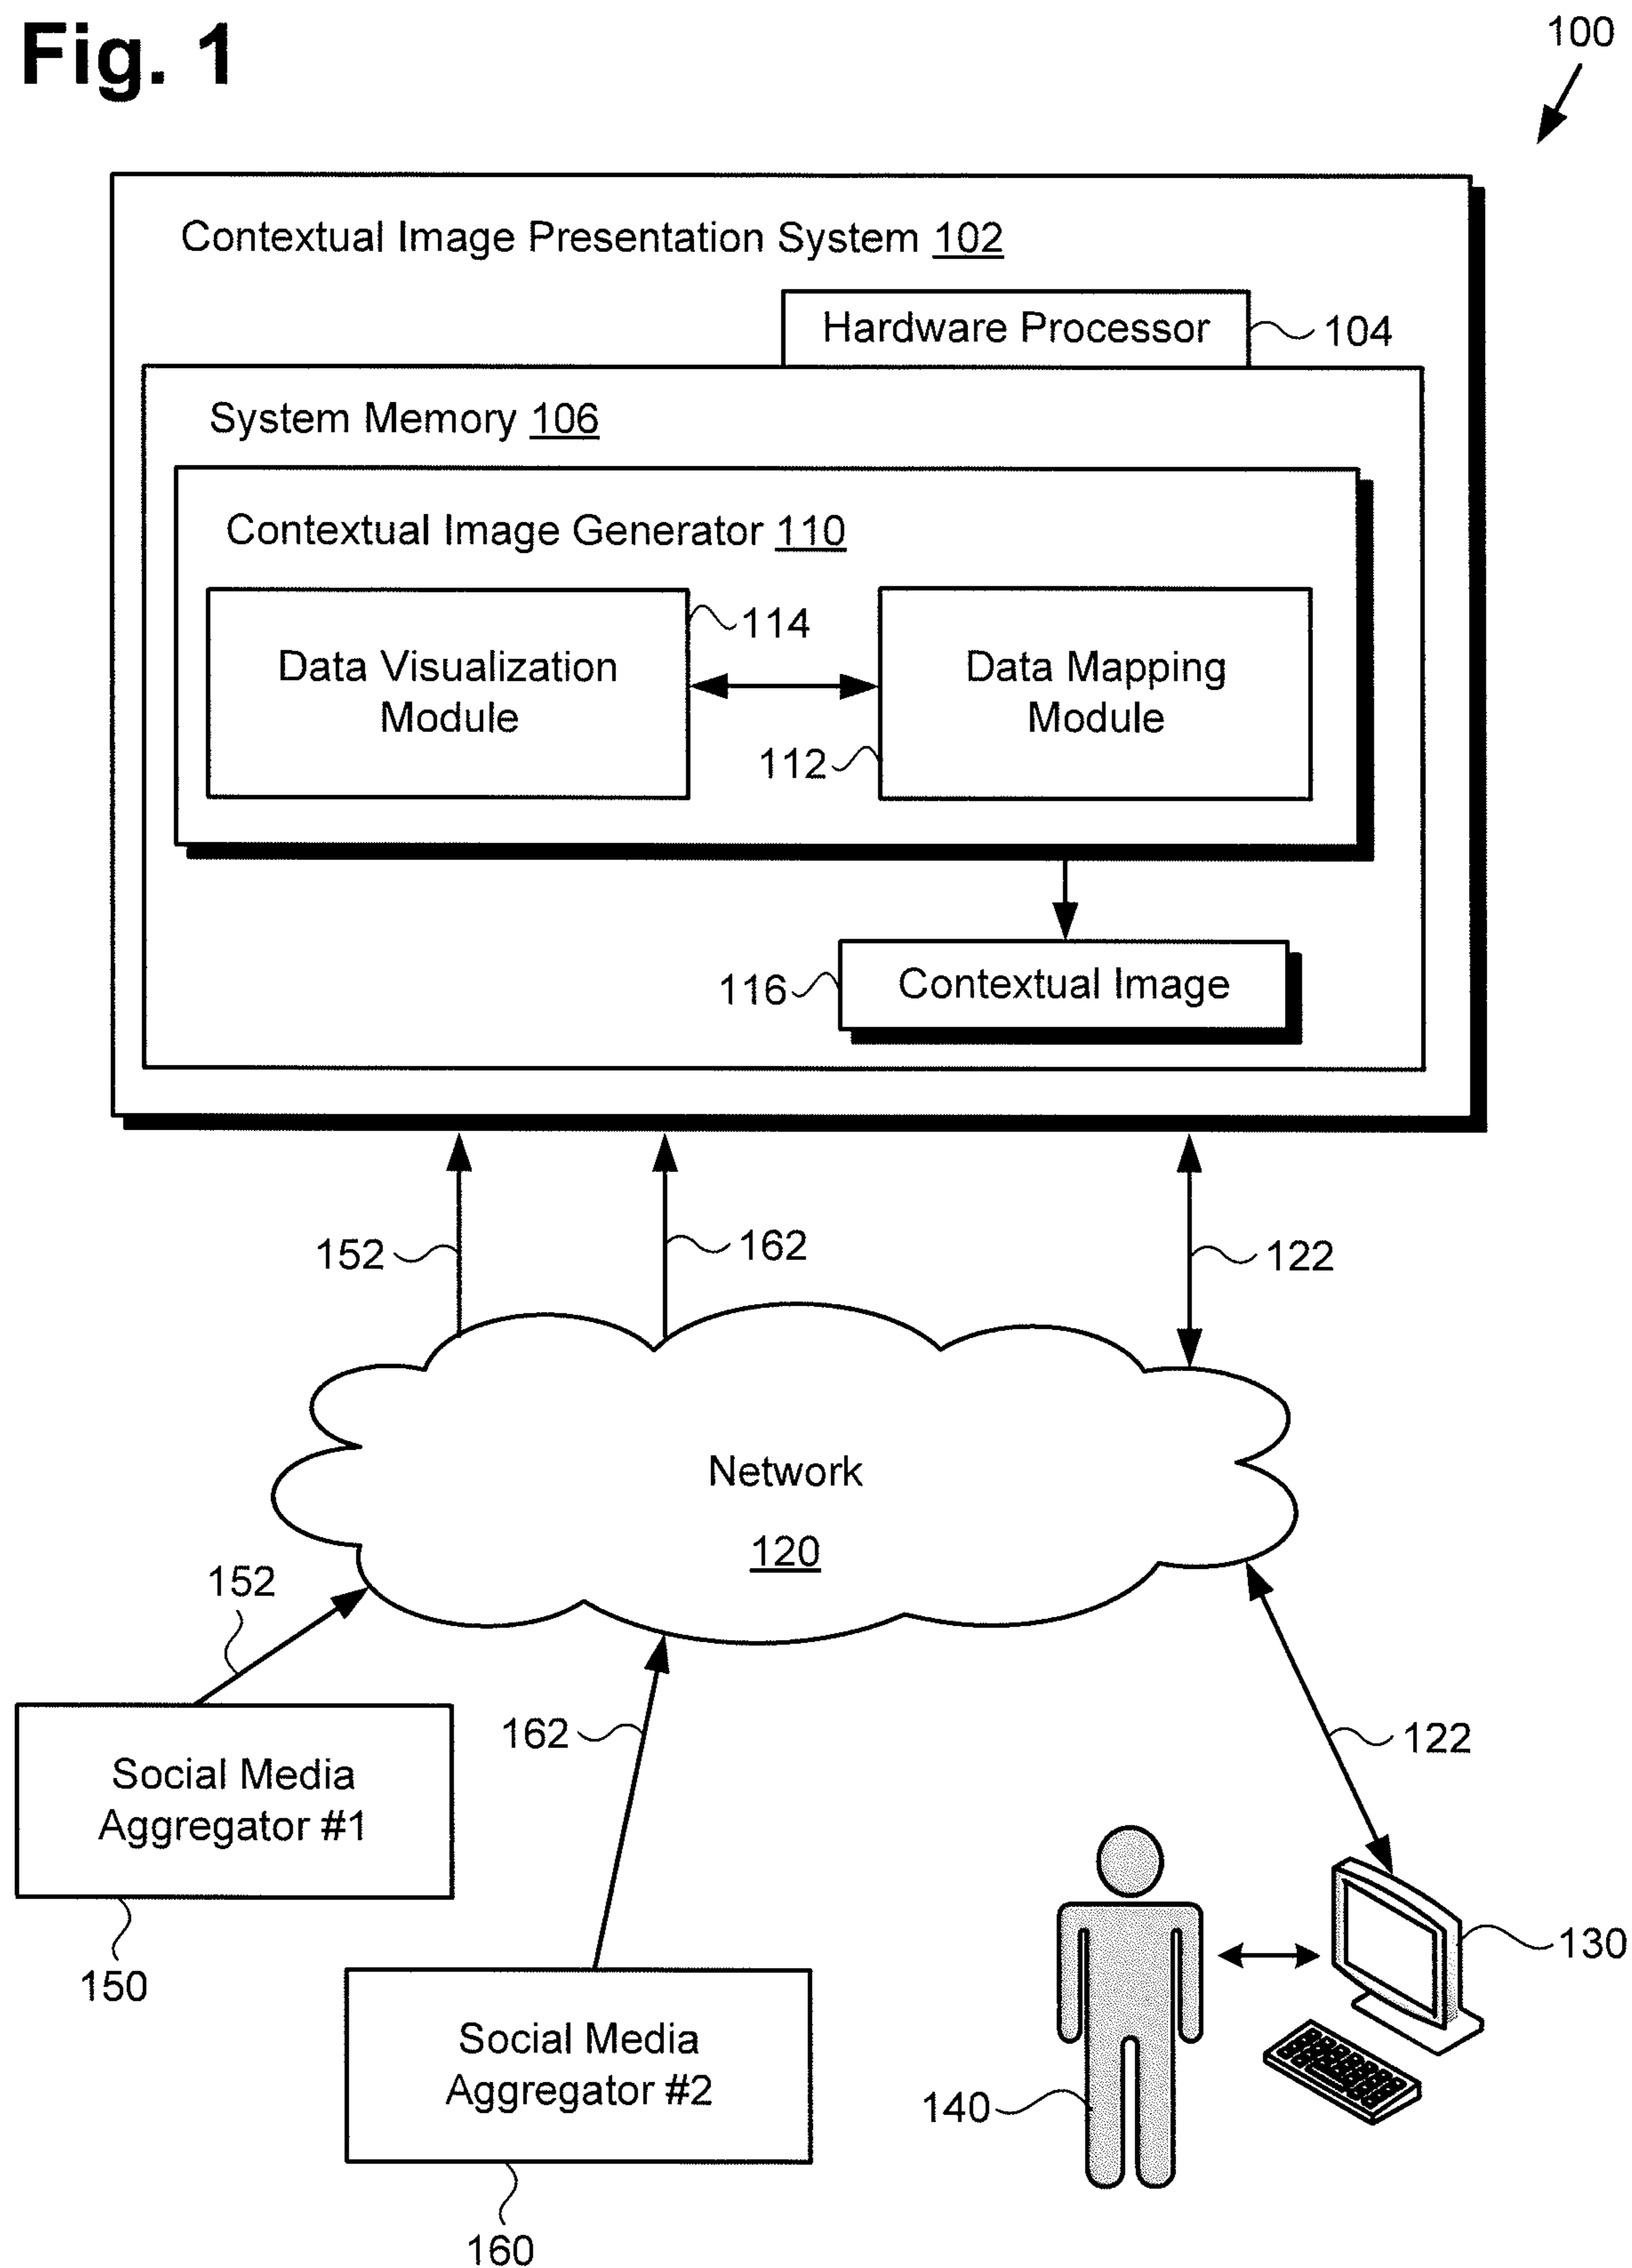 Fig. 1
100
Contextual Image Presentation System 102
Hardware Processor
104
System Memory 106
Contextual Image Generator 110
114
Data Visualization
Module
Data Mapping
Module
112
116
Contextual Image
152
162
122
Network
120
152
162
122
Social Media
Aggregator #1
150
130
Social Media
Aggregator #2
140
160